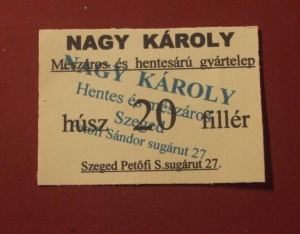 NAGY KÁROLY
Mészáros és hentesárú gyártelep
NAGY KÁROLY
Hentes és mészáros
húsz 20 fillér
Szeged
Sándor sugárut 27
Szeged Petőfi S.sugárut 27.